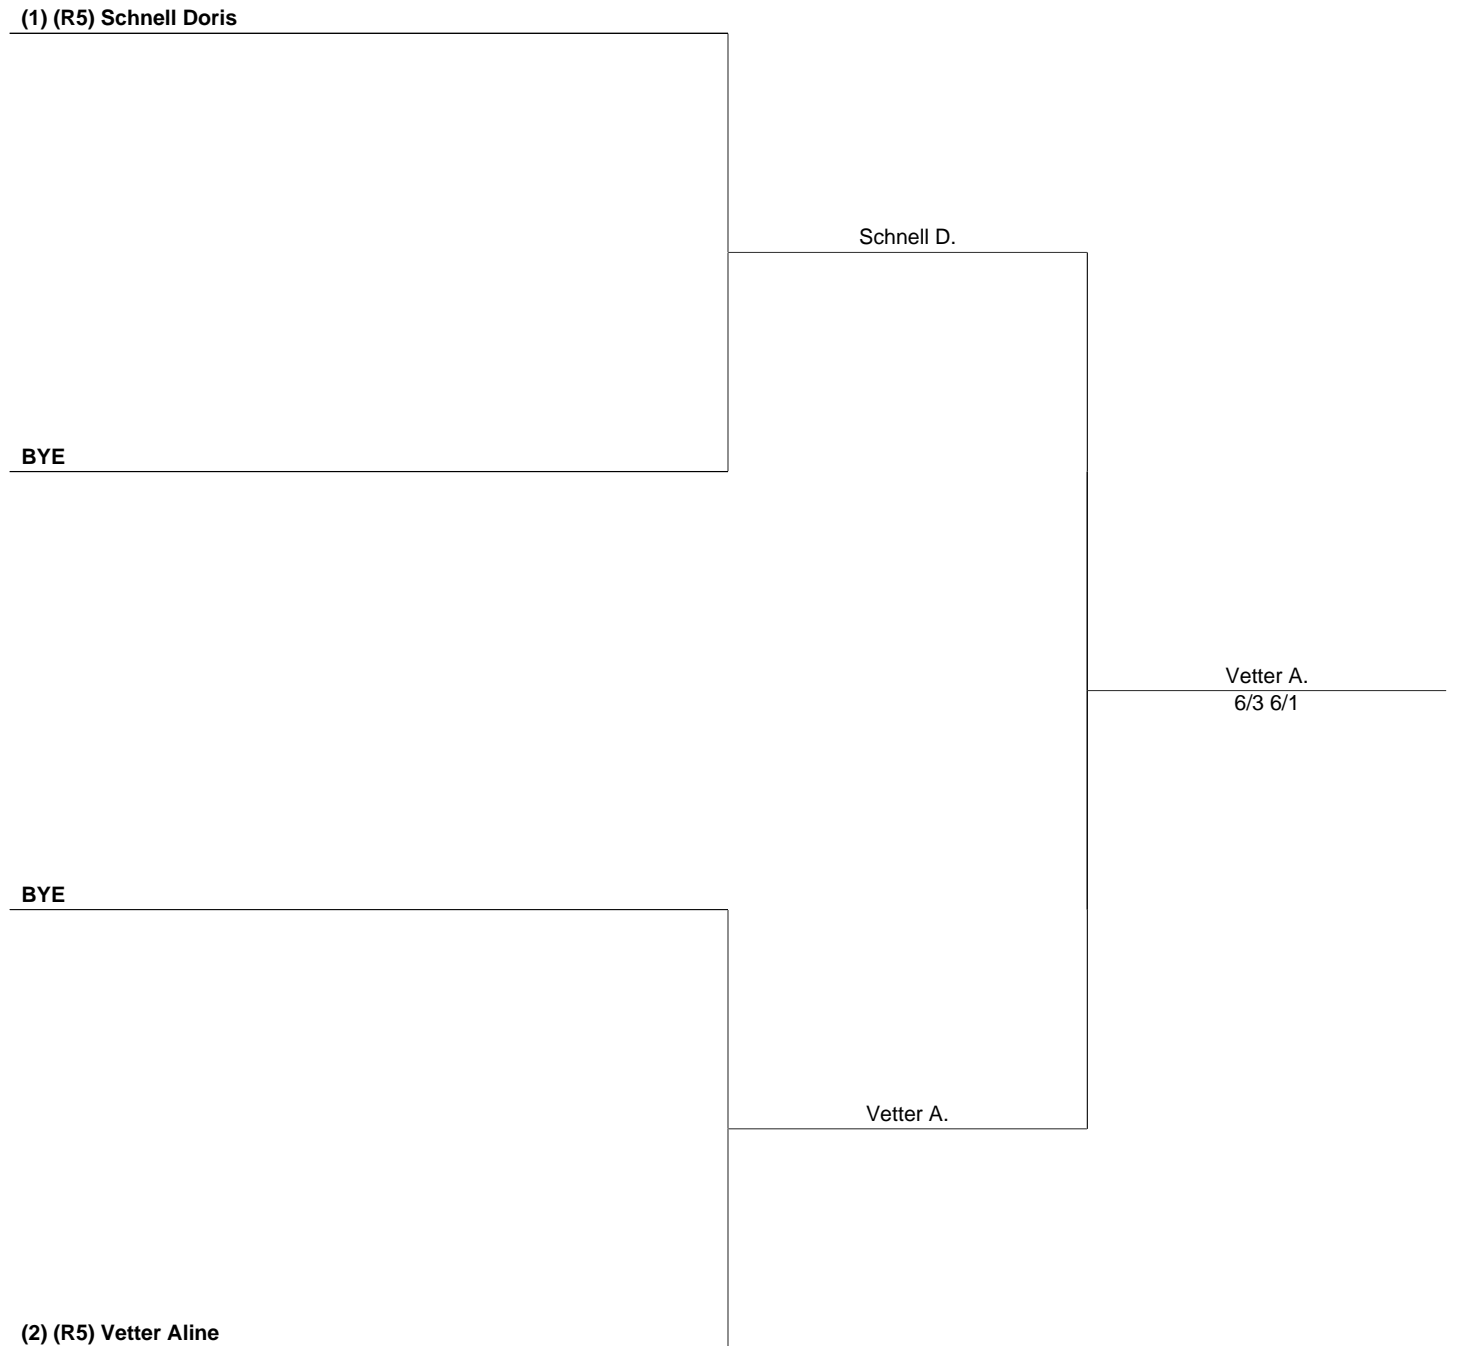 (1) (R5) Schnell Doris
Schnell D.
BYE
Vetter A.
6/3 6/1
BYE
Vetter A.
(2) (R5) Vetter Aline